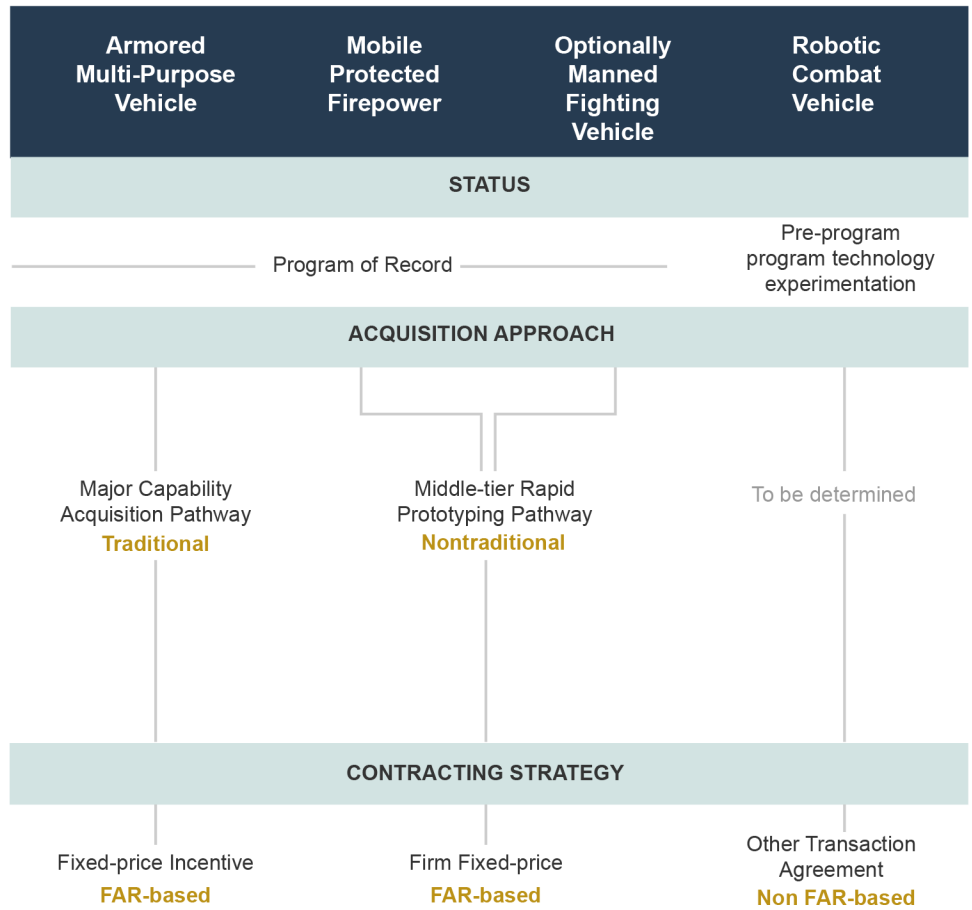 Armored
Multi-Purpose
Vehicle
Mobile
Protected
Firepower
Optionally
Manned
Fighting
Vehicle
Robotic
Combat
Vehicle
STATUS
Program of Record
Pre-program
program technology
experimentation
ACQUISITION APPROACH
Major Capability
Acquisition Pathway
Traditional
Middle-tier Rapid
Prototyping Pathway
Nontraditional
To be determined
CONTRACTING STRATEGY
Fixed-price Incentive
FAR-based
Firm Fixed-price
FAR-based
Other Transaction
Agreement
Non FAR-based